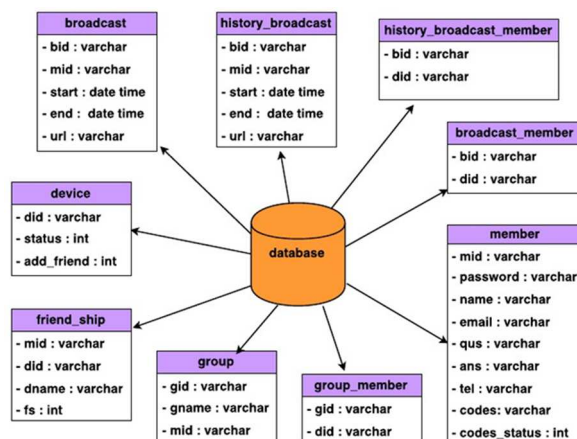 broadcast
- bid : varchar
- mid : varchar
- start : date time
- end :  date time
- url : varchar
history_broadcast
- bid : varchar
- mid : varchar
- start : date time
- end :  date time
- url : varchar
history_broadcast_member
- bid : varchar
- did : varchar
broadcast_member
- bid : varchar
- did : varchar
device
- did : varchar
- status : int
- add_friend : int
database
member
- mid : varchar
- password : varchar
- name : varchar
- email : varchar
- qus : varchar
- ans : varchar
- tel : varchar
- codes: varchar
- codes_status : int
friend_ship
- mid : varchar
- did : varchar
- dname : varchar
- fs : int
group
- gid : varchar
- gname : varchar
- mid : varchar
group_member
- gid : varchar
- did : varchar